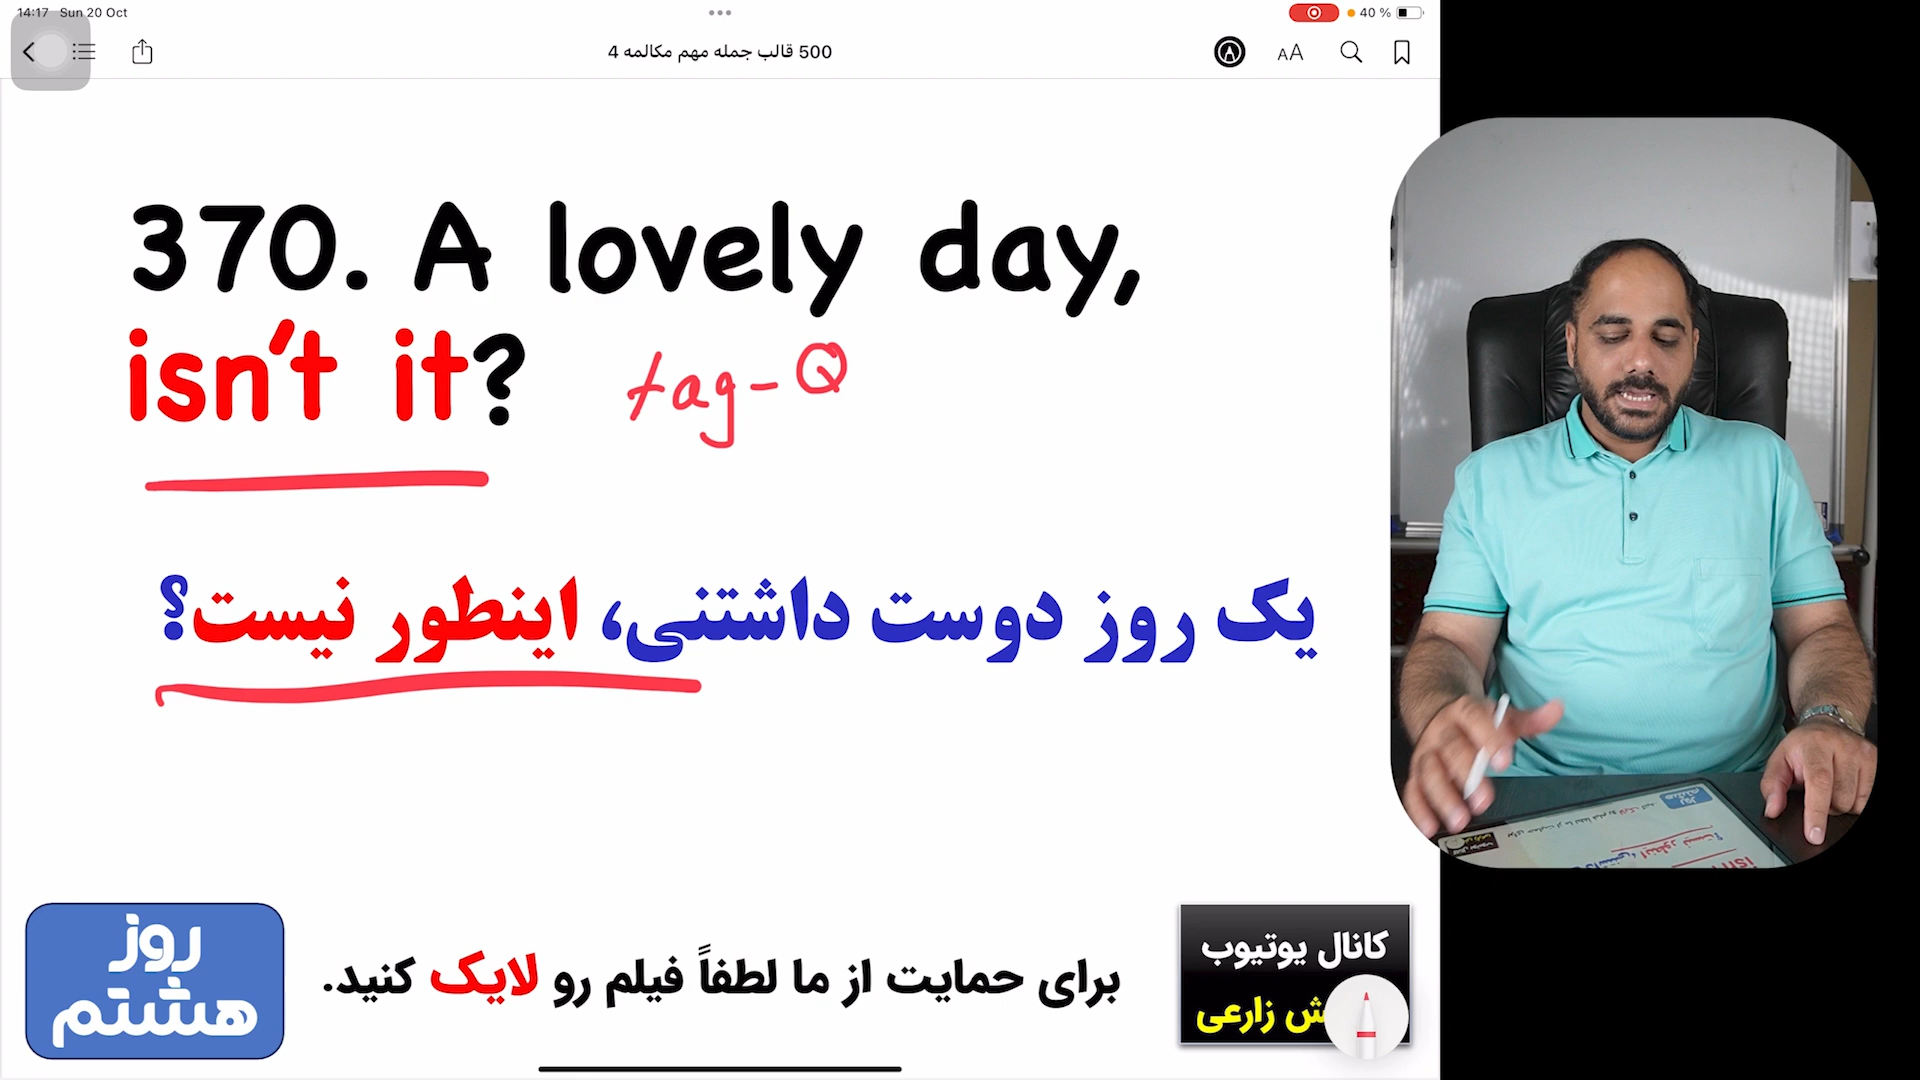 14:17 Sun 20 Oct
40 %
500 قالب جمله مهم مکالمه 4
AA
370. A lovely day,
isn't it?
tag-Q
یک روز دوست داشتنی، اینطور نیست؟
روز
هشتم
برای حمایت از ما لطفاً فیلم رو لایک کنید.
کانال یوتیوب
زارعی